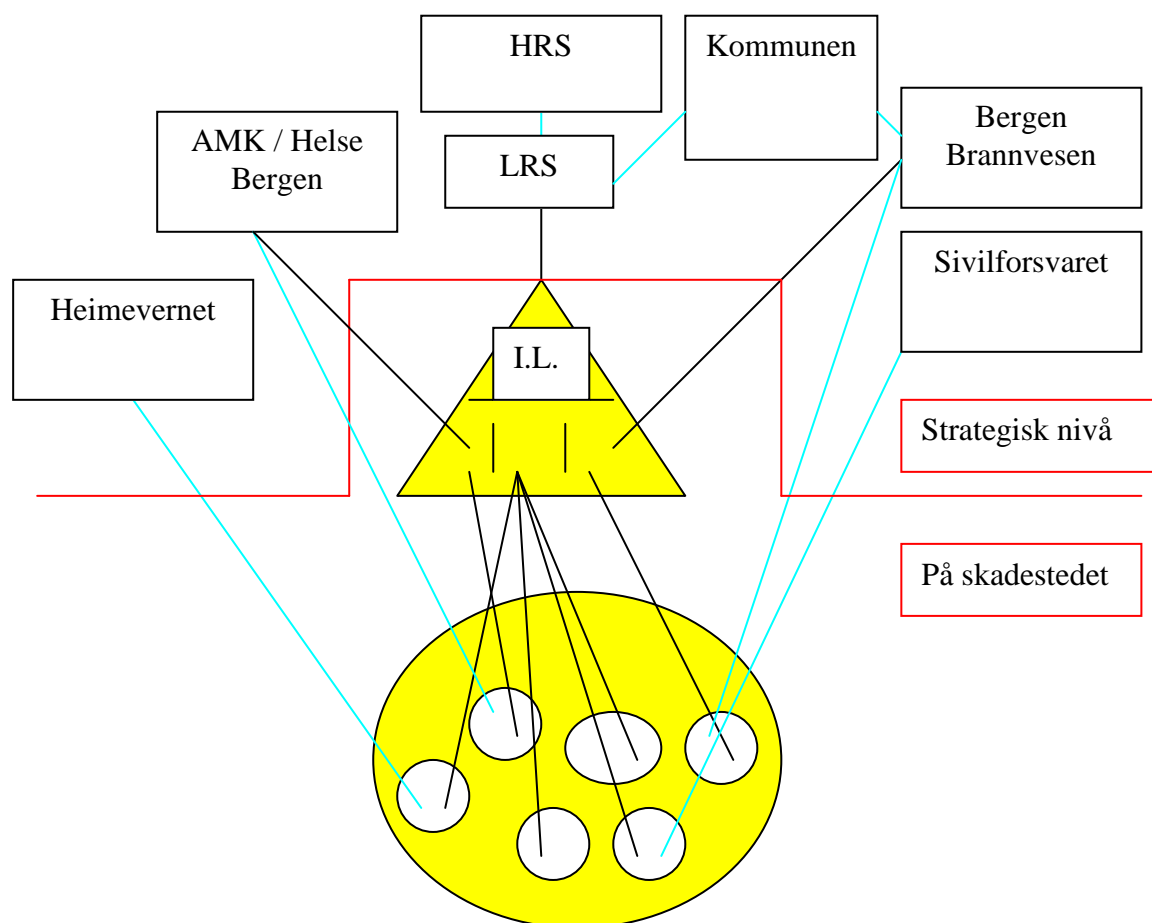 HRS
Kommunen
AMK / Helse
Bergen
LRS
Bergen
Brannvesen
Sivilforsvaret
Heimevernet
I.L.
Strategisk nivå
På skadestedet